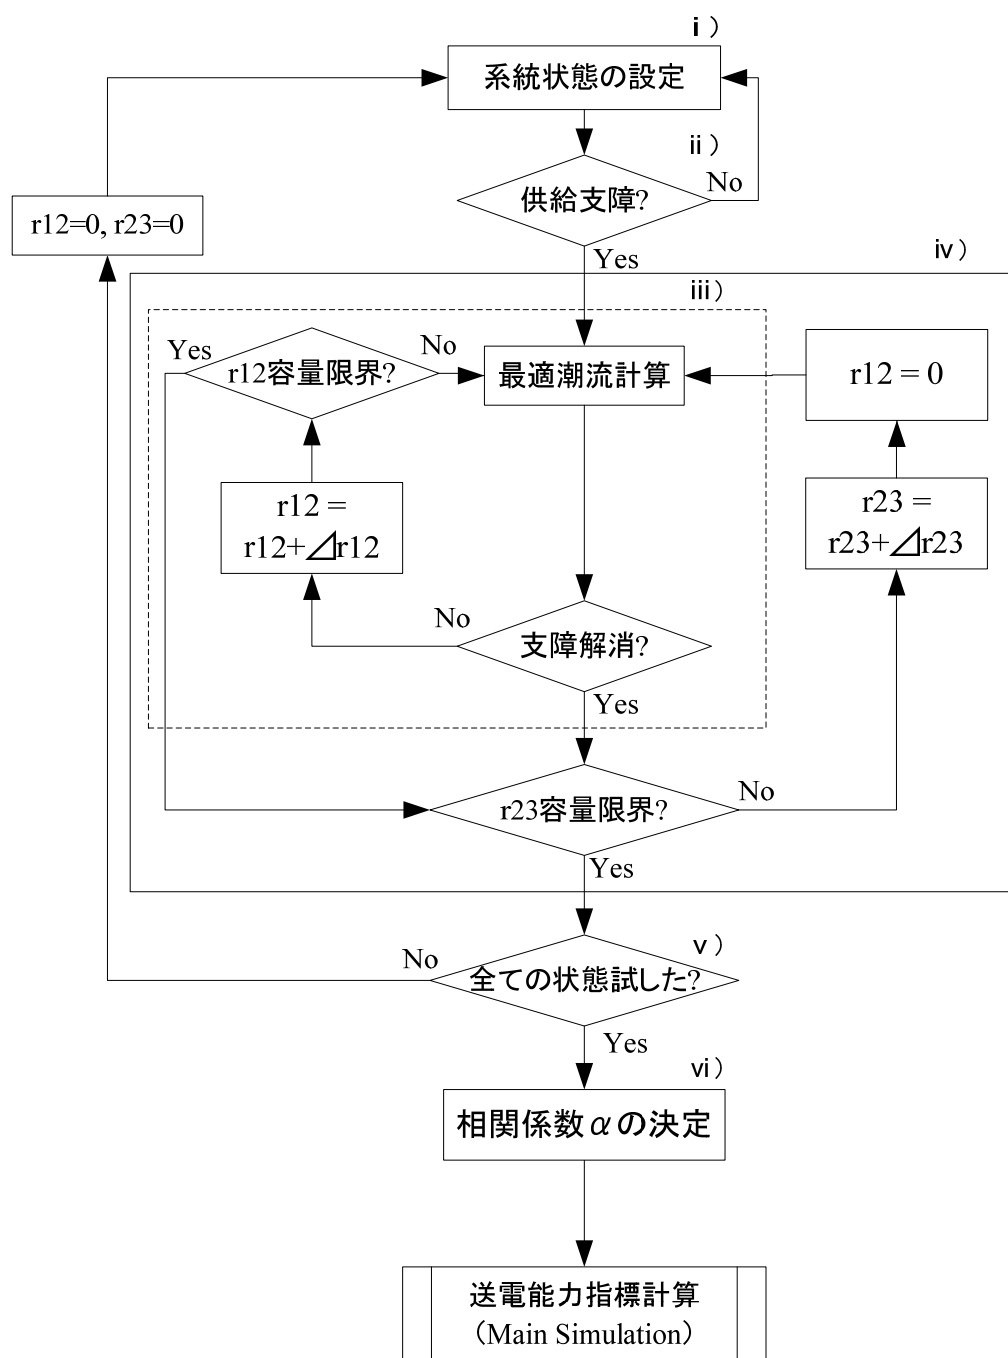 ⅰ）
系統状態の設定
ⅱ）
供給支障?
No
r12=0, r23=0
Yes
ⅳ）
ⅲ）
Yes
r12容量限界?
No
最適潮流計算
r12 = 0
r12 =
r12+⊿r12
r23 =
r23+⊿r23
No
支障解消?
Yes
r23容量限界?
No
Yes
ⅴ）
No
全ての状態試した?
Yes
ⅵ）
相関係数αの決定
送電能力指標計算
（Main Simulation）